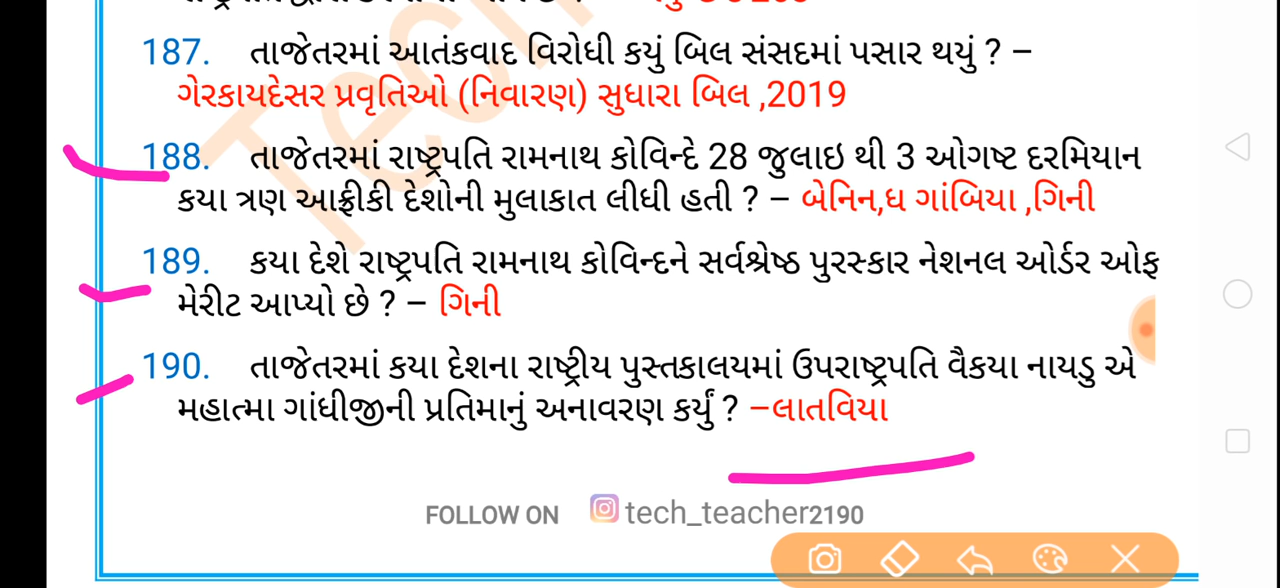 187. તાજેતરમાં આતંકવાદ વિરોધી કયું બિલ સંસદમાં પસાર થયું ? –
ગેરકાયદેસર પ્રવૃતિઓ (નિવારણ) સુધારા બિલ ,2019
188. તાજેતરમાં રાષ્ટ્રપતિ રામનાથ કોવિન્દે 28 જુલાઇ થી 3 ઓગષ્ટ દરમિયાન
કયા ત્રણ આફ્રીકી દેશોની મુલાકાત લીધી હતી ? – બેનિન,ધ ગાંબિયા ,ગિની
189. કયા દેશે રાષ્ટ્રપતિ રામનાથ કોવિન્દને સર્વશ્રેષ્ઠ પુરસ્કાર નેશનલ ઓર્ડર ઓફ
મેરીટ આપ્યો છે ? – ગિની
190. તાજેતરમાં કયા દેશના રાષ્ટ્રીય પુસ્તકાલયમાં ઉપરાષ્ટ્રપતિ વૈકયા નાયડુ એ
મહાત્મા ગાંધીજીની પ્રતિમાનું અનાવરણ કર્યું ? –લાતવિયા
FOLLOW ON tech_teacher2190